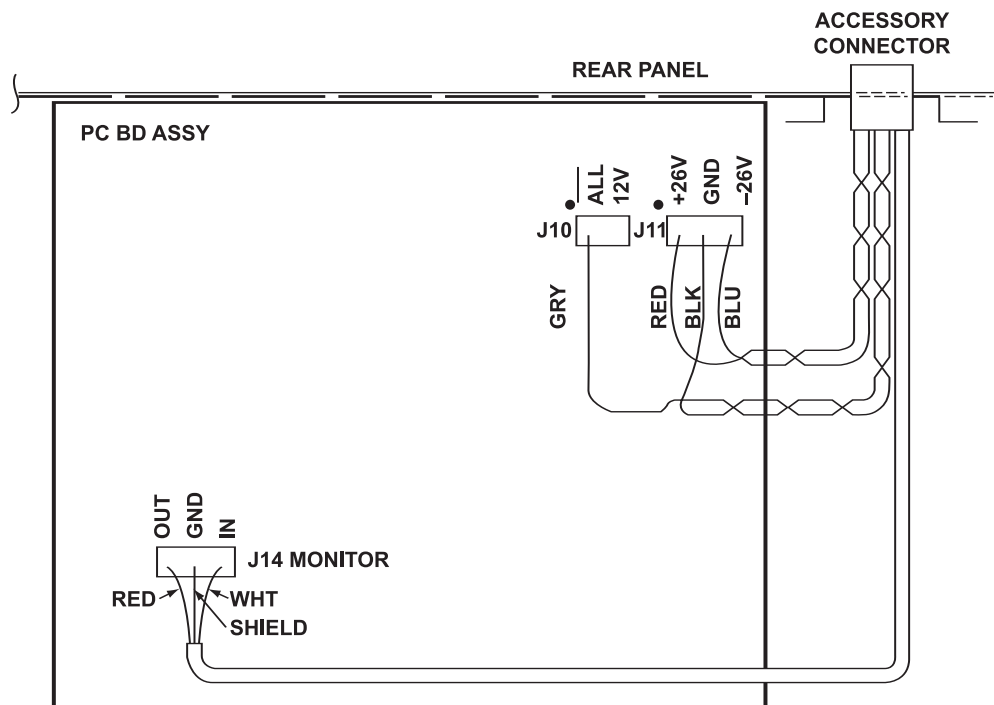 ACCESSORY
CONNECTOR
REAR PANEL
PC BD ASSY
ALL
12V
+26V
GND
–26V
J10
J11
GRY
RED
BLK
BLU
OUT
GND
IN
J14 MONITOR
RED
WHT
SHIELD